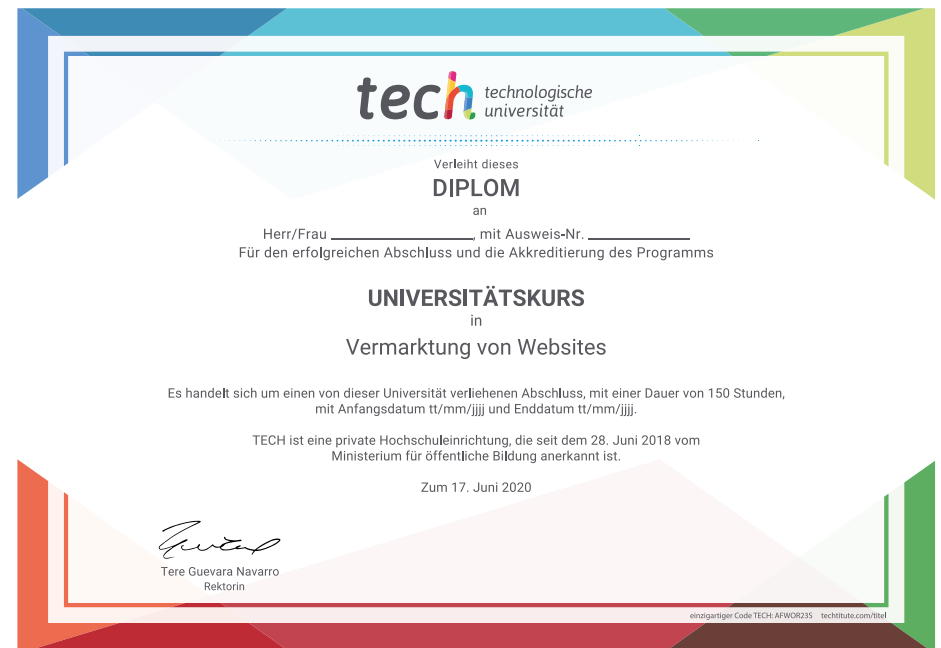 tech technologische
universität
Verleiht dieses
DIPLOM
an
Herr/Frau ____________________, mit Ausweis-Nr. ______________
Für den erfolgreichen Abschluss und die Akkreditierung des Programms
UNIVERSITÄTSKURS
in
Vermarktung von Websites
Es handelt sich um einen von dieser Universität verliehenen Abschluss, mit einer Dauer von 150 Stunden,
mit Anfangsdatum tt/mm/jjjj und Enddatum tt/mm/jjjj.
TECH ist eine private Hochschuleinrichtung, die seit dem 28. Juni 2018 vom
Ministerium für öffentliche Bildung anerkannt ist.
Zum 17. Juni 2020
Tere Guevara Navarro
Rektorin
einzigartiger Code TECH: AFWOR23S techtitute.com/titel